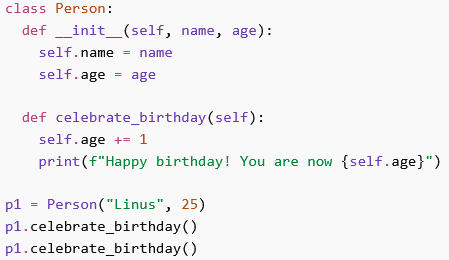 class Person:
  def __init__(self, name, age):
    self.name = name
    self.age = age

  def celebrate_birthday(self):
    self.age += 1
    print(f"Happy birthday! You are now {self.age}")

p1 = Person("Linus", 25)
p1.celebrate_birthday()
p1.celebrate_birthday()